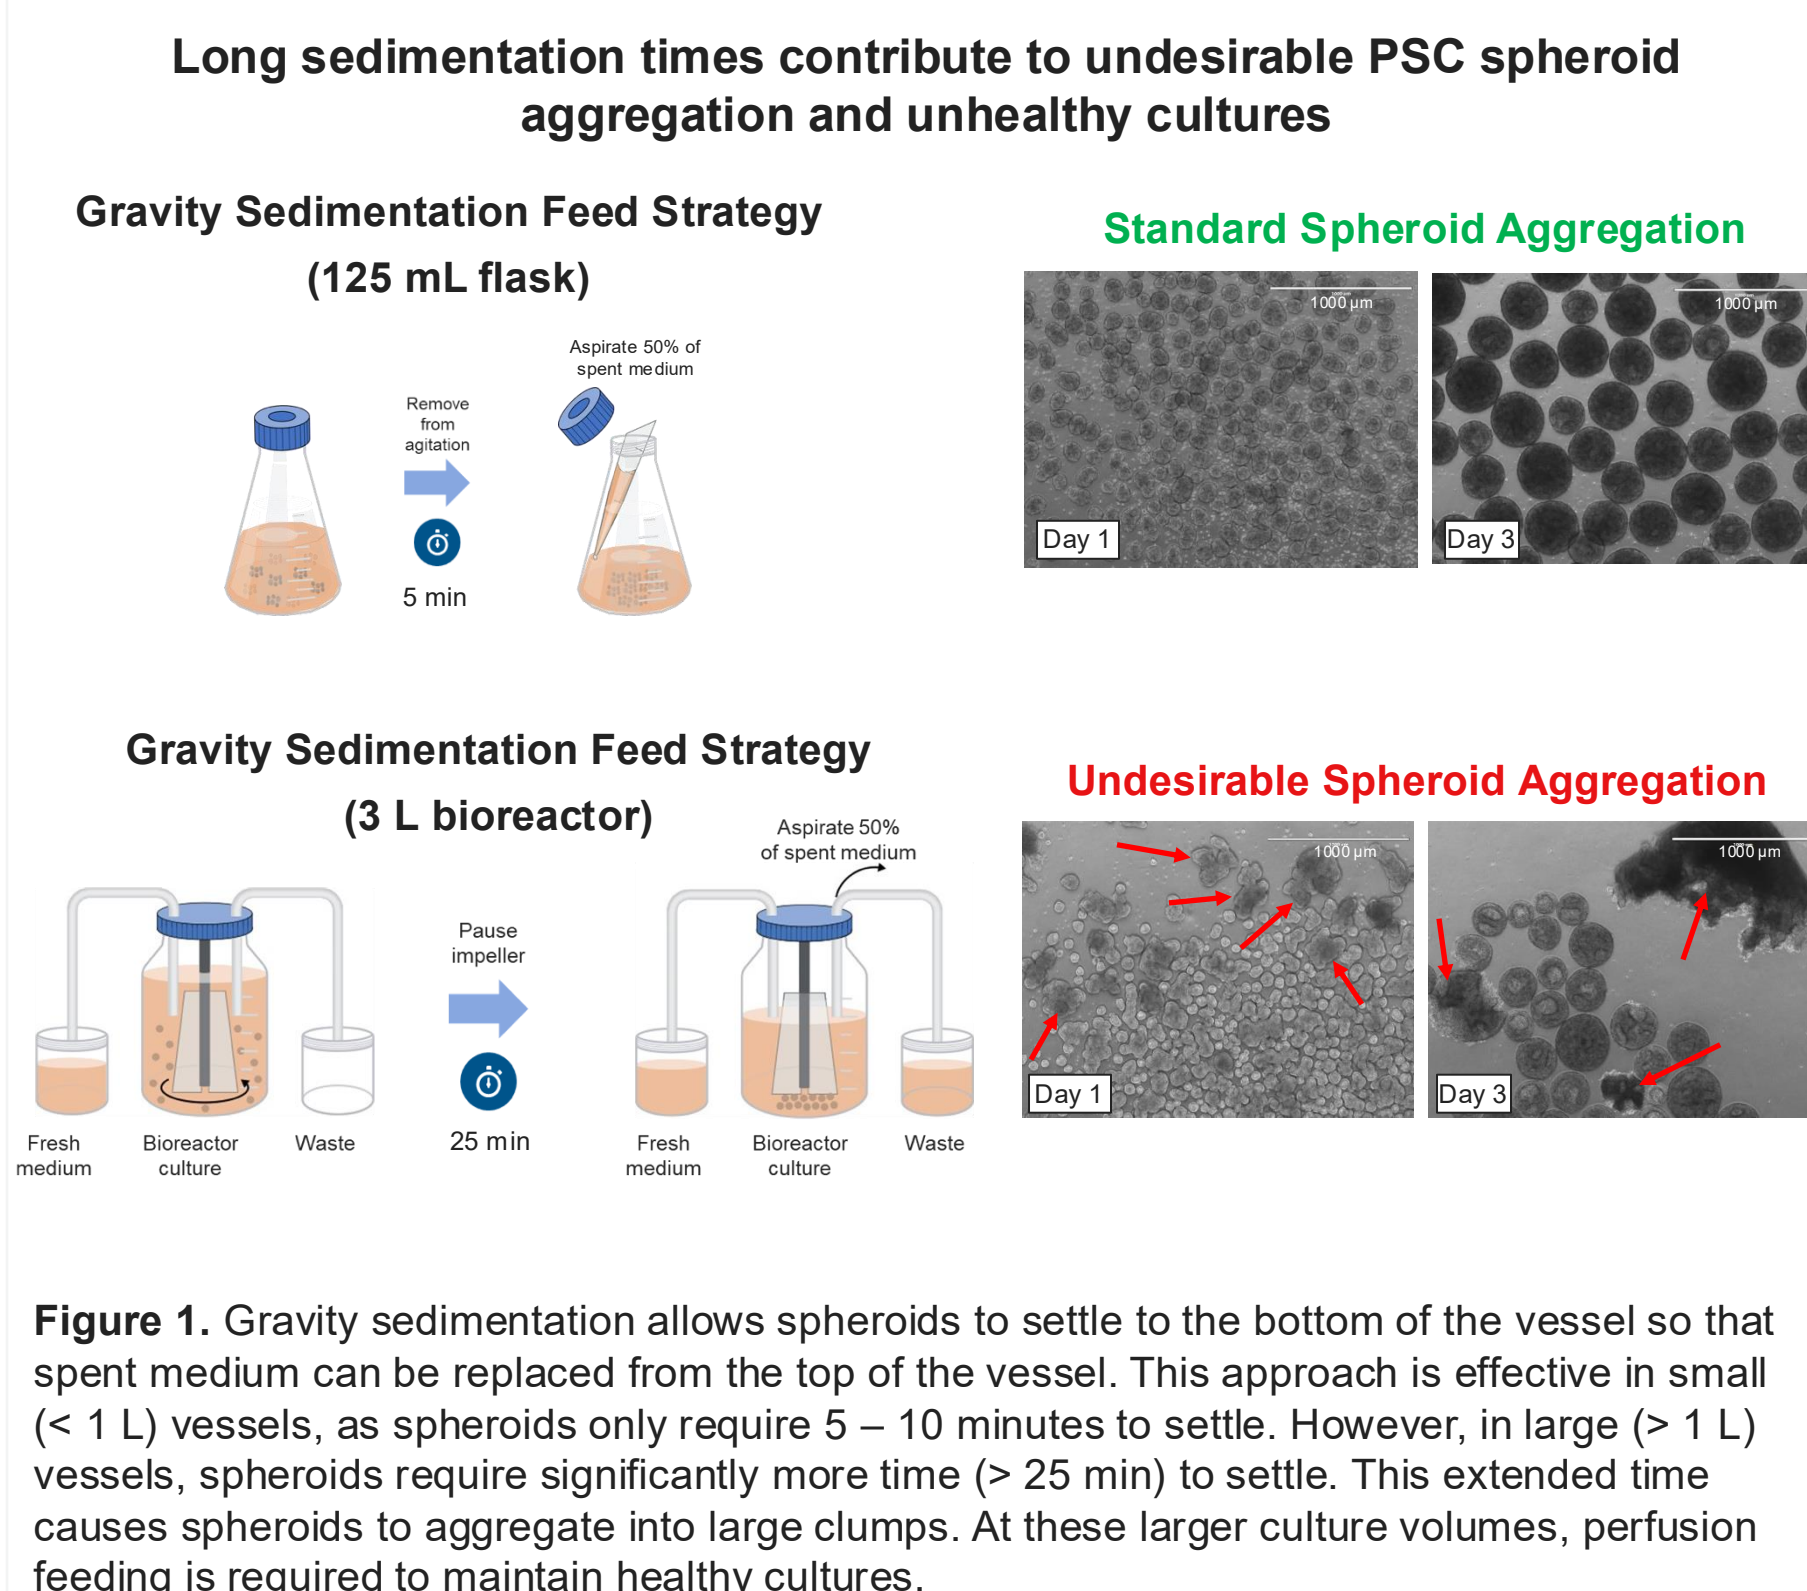 Long sedimentation times contribute to undesirable PSC spheroid
aggregation and unhealthy cultures
Gravity Sedimentation Feed Strategy
(125 mL flask)
Aspirate 50% of
spent medium
Remove
from
agitation
5 min
Standard Spheroid Aggregation
1000 µm
Day 1
1000 µm
Day 3
Gravity Sedimentation Feed Strategy
(3 L bioreactor)
Aspirate 50%
of spent medium
Pause
impeller
25 min
Fresh
medium
Bioreactor
culture
Waste
Fresh
medium
Bioreactor
culture
Waste
Undesirable Spheroid Aggregation
1000 µm
Day 1
1000 µm
Day 3
Figure 1. Gravity sedimentation allows spheroids to settle to the bottom of the vessel so that
spent medium can be replaced from the top of the vessel. This approach is effective in small
(< 1 L) vessels, as spheroids only require 5 – 10 minutes to settle. However, in large (> 1 L)
vessels, spheroids require significantly more time (> 25 min) to settle. This extended time
causes spheroids to aggregate into large clumps. At these larger culture volumes, perfusion
feeding is required to maintain healthy cultures.